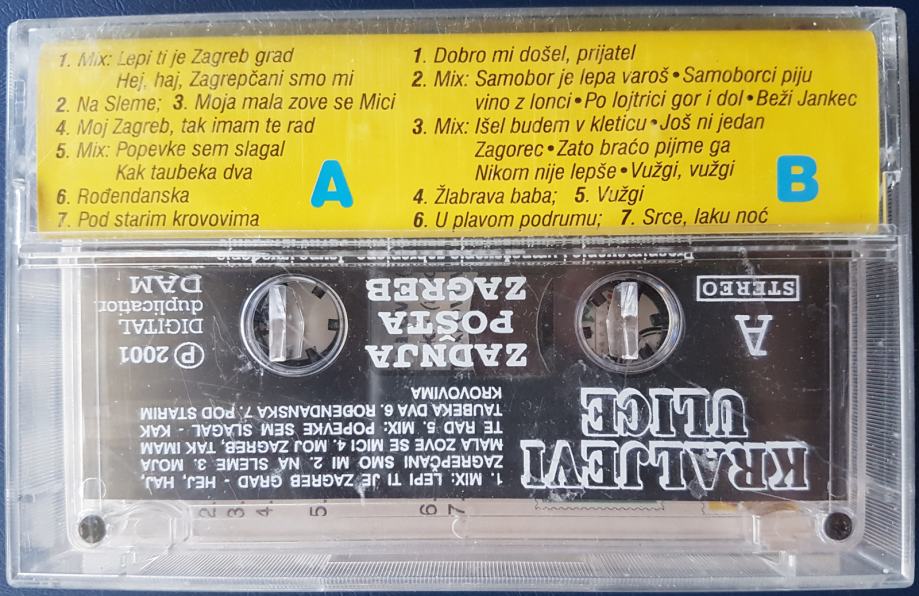 1. Mix: Lepi ti je Zagreb grad
Hej, haj, Zagrepčani smo mi
2. Na Sleme; 3. Moja mala zove se Mici
4. Moj Zagreb, tak imam te rad
5. Mix: Popevke sem slagal
Kak taubeka dva
6. Rođendanska
7. Pod starim krovovima
A
1. Dobro mi došel, prijatel
2. Mix: Samobor je lepa varoš • Samoborci piju
vino z lonci • Po lojtrici gor i dol • Beži Jankec
3. Mix: Išel budem v kleticu • Još ni jedan
Zagorec • Zato braćo pijme ga
Nikom nije lepše • Vužgi, vužgi
4. Žlabrava baba; 5. Vužgi
6. U plavom podrumu; 7. Srce, laku noć
B
KRALJEVI
ULICE
1. MIX: LEPI TI JE ZAGREB GRAD - HEJ, HAJ,
ZAGREPČANI SMO MI 2. NA SLEME 3. MOJA
MALA ZOVE SE MICI 4. MOJ ZAGREB, TAK IMAM
TE RAD 5. MIX: POPEVKE SEM SLAGAL - KAK
TAUBEKA DVA 6. ROĐENDANSKA 7. POD STARIM
KROVOVIMA
A
STEREO
ZADNJA
POŠTA
ZAGREB
℗ 2001
DIGITAL
duplication
DAM
2 3 4 5 6 7